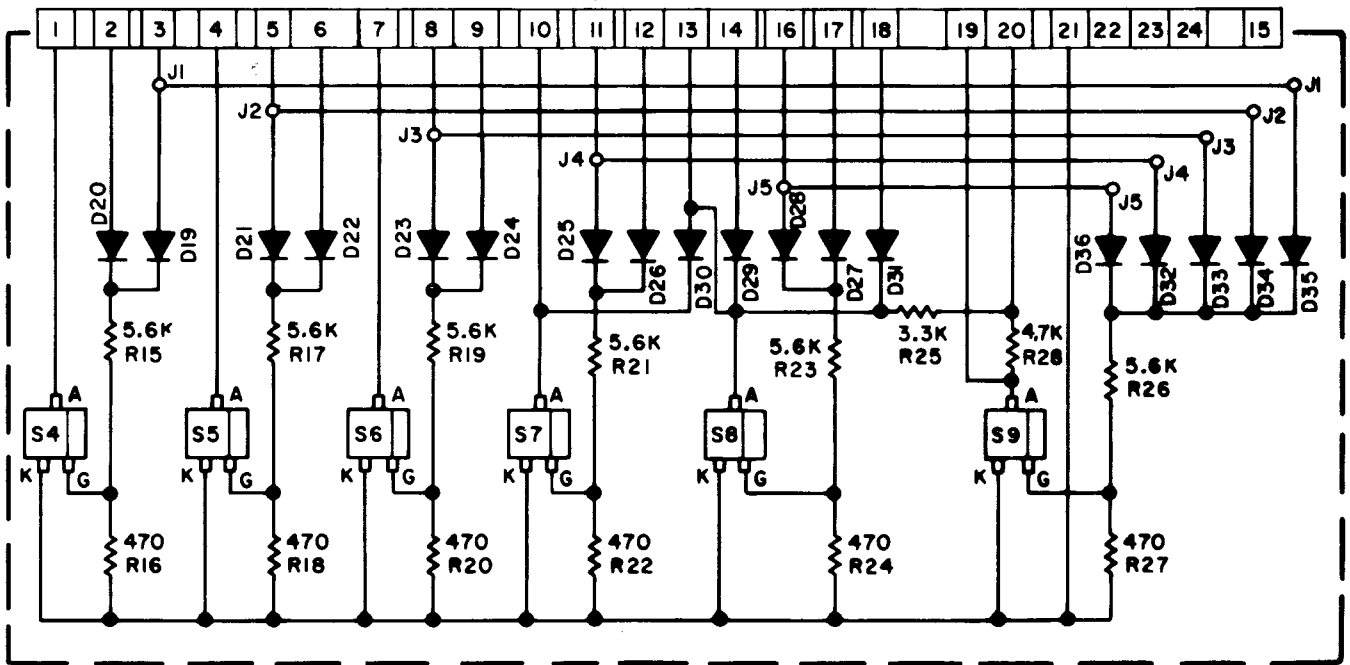 1 2 3 4 5 6 7 8 9 10 11 12 13 14 16 17 18 19 20 21 22 23 24 15
J1 J1
J2 J2
J3 J3
J4 J4
J5 J5
D20 D19 D21 D22 D23 D24 D25 D26 D30 D29 D28 D27 D31 D36 D32 D33 D34 D35
5.6K
R15
5.6K
R17
5.6K
R19
5.6K
R21
5.6K
R23
3.3K
R25
4.7K
R28
5.6K
R26
A A A A A A
S4 S5 S6 S7 S8 S9
K G K G K G K G K G K G
470
R16
470
R18
470
R20
470
R22
470
R24
470
R27